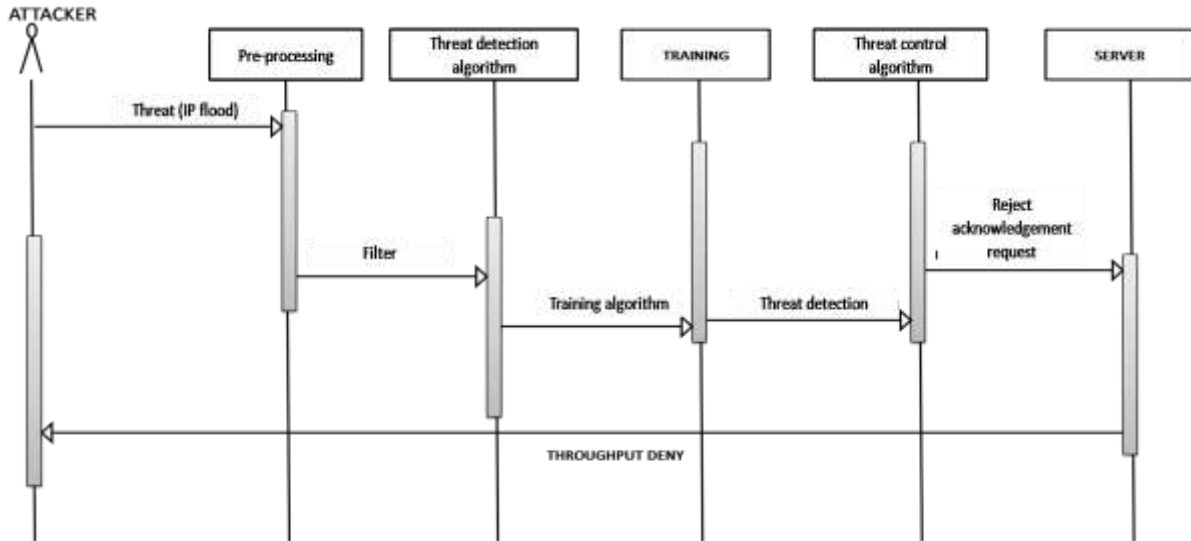 ATTACKER
Pre-processing
Threat detection
algorithm
TRAINING
Threat control
algorithm
SERVER
Threat (IP flood)
Reject
acknowledgement
request
Filter
Training algorithm
Threat detection
THROUGHPUT DENY